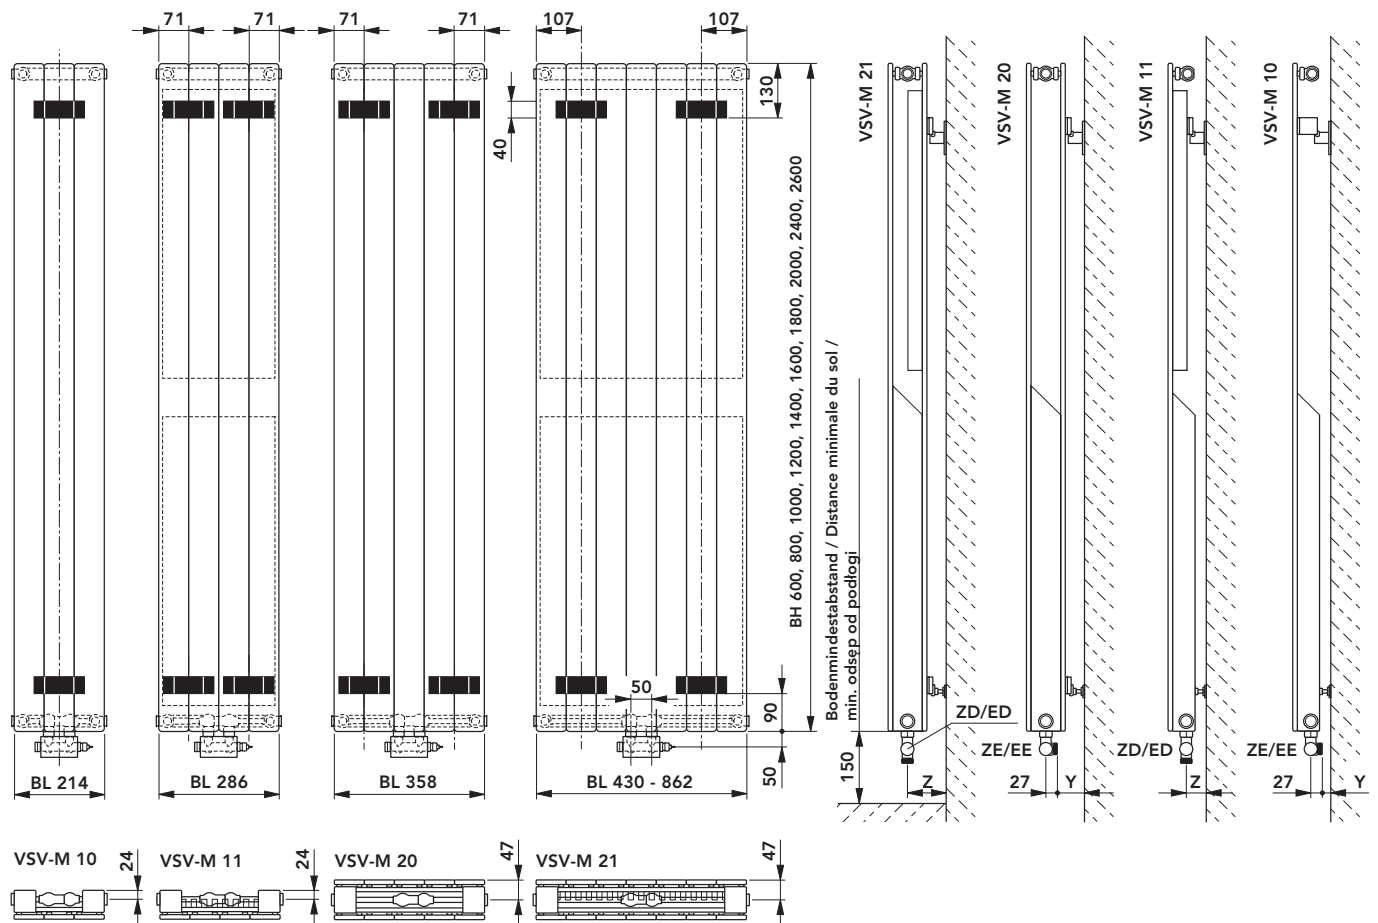 71
71
71
71
107
107
130
40
BH 600, 800, 1000, 1200, 1400, 1600, 1800, 2000, 2400, 2600
50
90
50
BL 214
BL 286
BL 358
BL 430 - 862
Bodenmindestabstand / Distance minimale du sol /
min. odsęp od podłogi
150
VSV-M 21
VSV-M 20
VSV-M 11
VSV-M 10
ZD/ED
ZE/EE
ZD/ED
ZE/EE
Z
27
Y
Z
27
Y
VSV-M 10
24
VSV-M 11
24
VSV-M 20
47
VSV-M 21
47